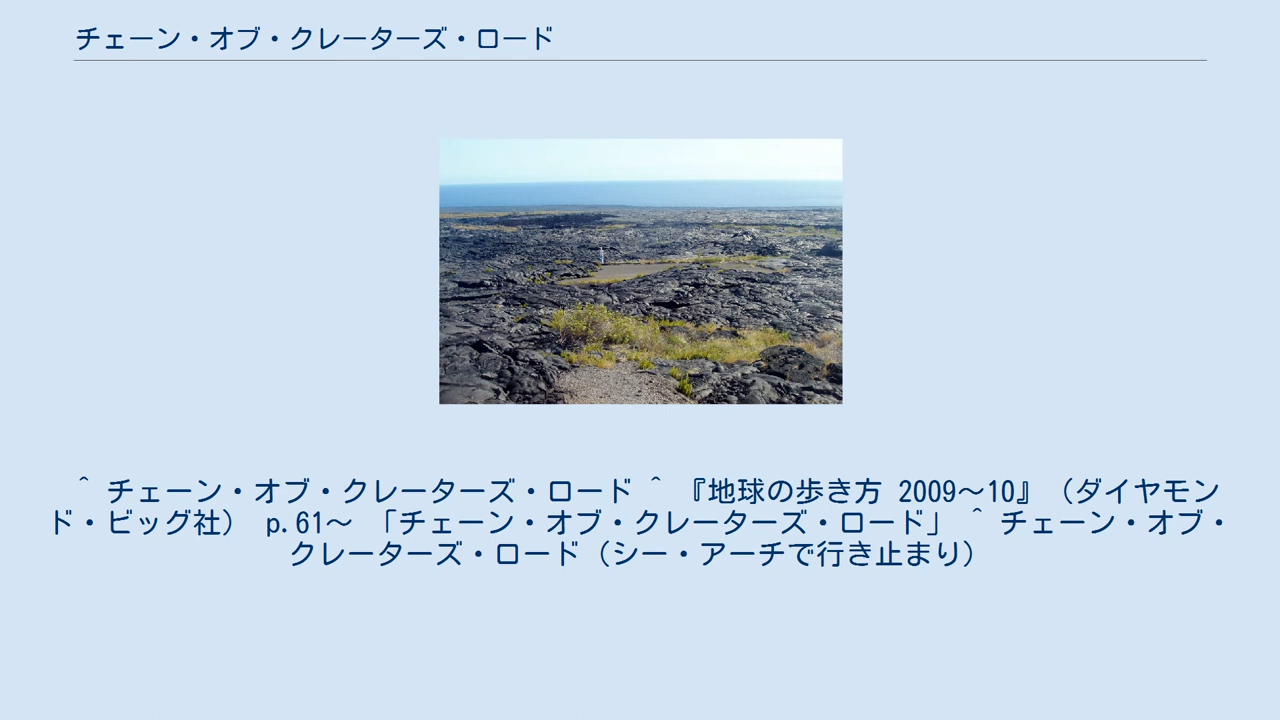 チェーン・オブ・クレーターズ・ロード
^ チェーン・オブ・クレーターズ・ロード ^ 『地球の歩き方 2009～10』（ダイヤモン
ド・ビッグ社） p.61～ 「チェーン・オブ・クレーターズ・ロード」 ^ チェーン・オブ・
クレーターズ・ロード（シー・アーチで行き止まり）